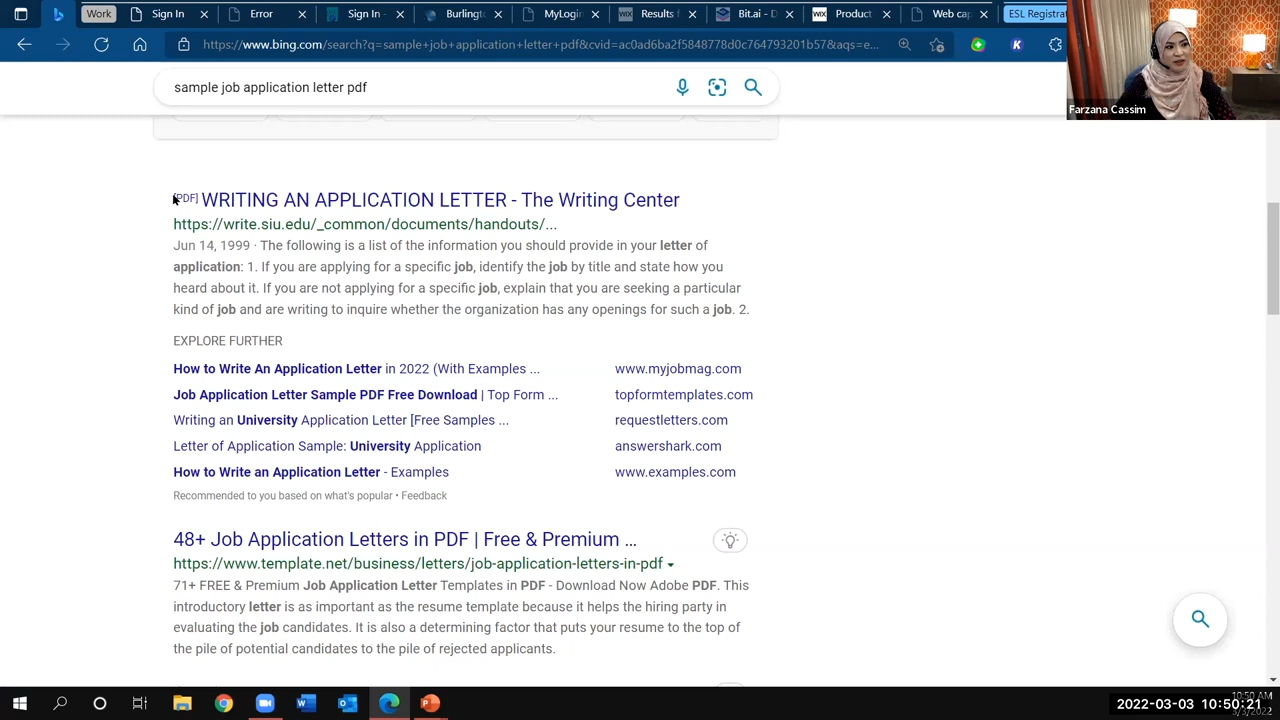 Work Sign In Error Sign In - Burlingto MyLogin Results f Bit.ai - D Product Web cap ESL Registra
https://www.bing.com/search?q=sample+job+application+letter+pdf&cvid=ac0ad6ba2f5848778d0c764793201b57&aqs=e...
sample job application letter pdf
Farzana Cassim
[PDF] WRITING AN APPLICATION LETTER - The Writing Center
https://write.siu.edu/_common/documents/handouts/...
Jun 14, 1999 · The following is a list of the information you should provide in your letter of
application: 1. If you are applying for a specific job, identify the job by title and state how you
heard about it. If you are not applying for a specific job, explain that you are seeking a particular
kind of job and are writing to inquire whether the organization has any openings for such a job. 2.
EXPLORE FURTHER
How to Write An Application Letter in 2022 (With Examples ... www.myjobmag.com
Job Application Letter Sample PDF Free Download | Top Form ... topformtemplates.com
Writing an University Application Letter [Free Samples ... requestletters.com
Letter of Application Sample: University Application answershark.com
How to Write an Application Letter - Examples www.examples.com
Recommended to you based on what's popular • Feedback
48+ Job Application Letters in PDF | Free & Premium ...
https://www.template.net/business/letters/job-application-letters-in-pdf
71+ FREE & Premium Job Application Letter Templates in PDF - Download Now Adobe PDF. This
introductory letter is as important as the resume template because it helps the hiring party in
evaluating the job candidates. It is also a determining factor that puts your resume to the top of
the pile of potential candidates to the pile of rejected applicants.
10:50 AM
2022-03-03 10:50:21
3/3/2022